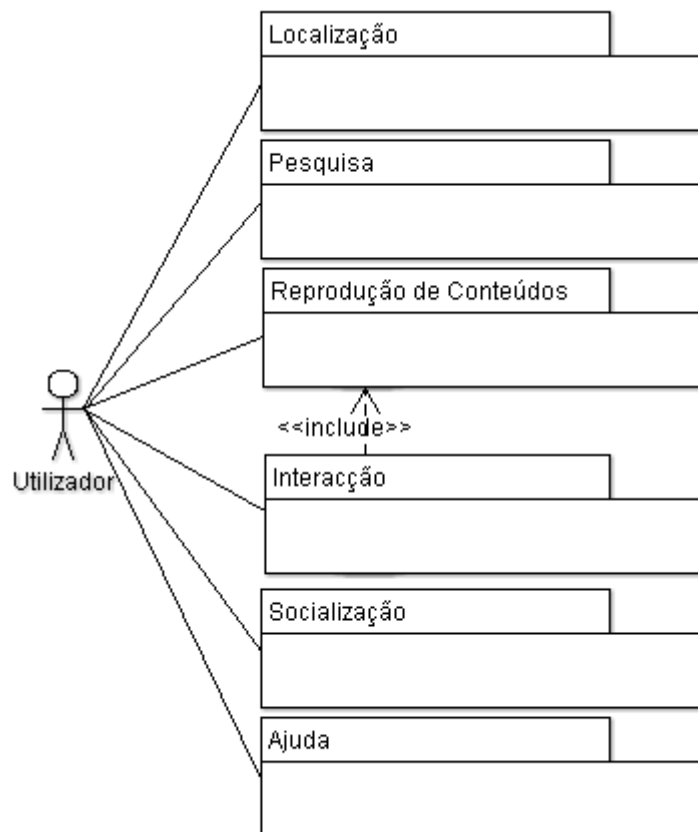 Localização
Pesquisa
Reprodução de Conteúdos
<<include>>
Interacção
Utilizador
Socialização
Ajuda